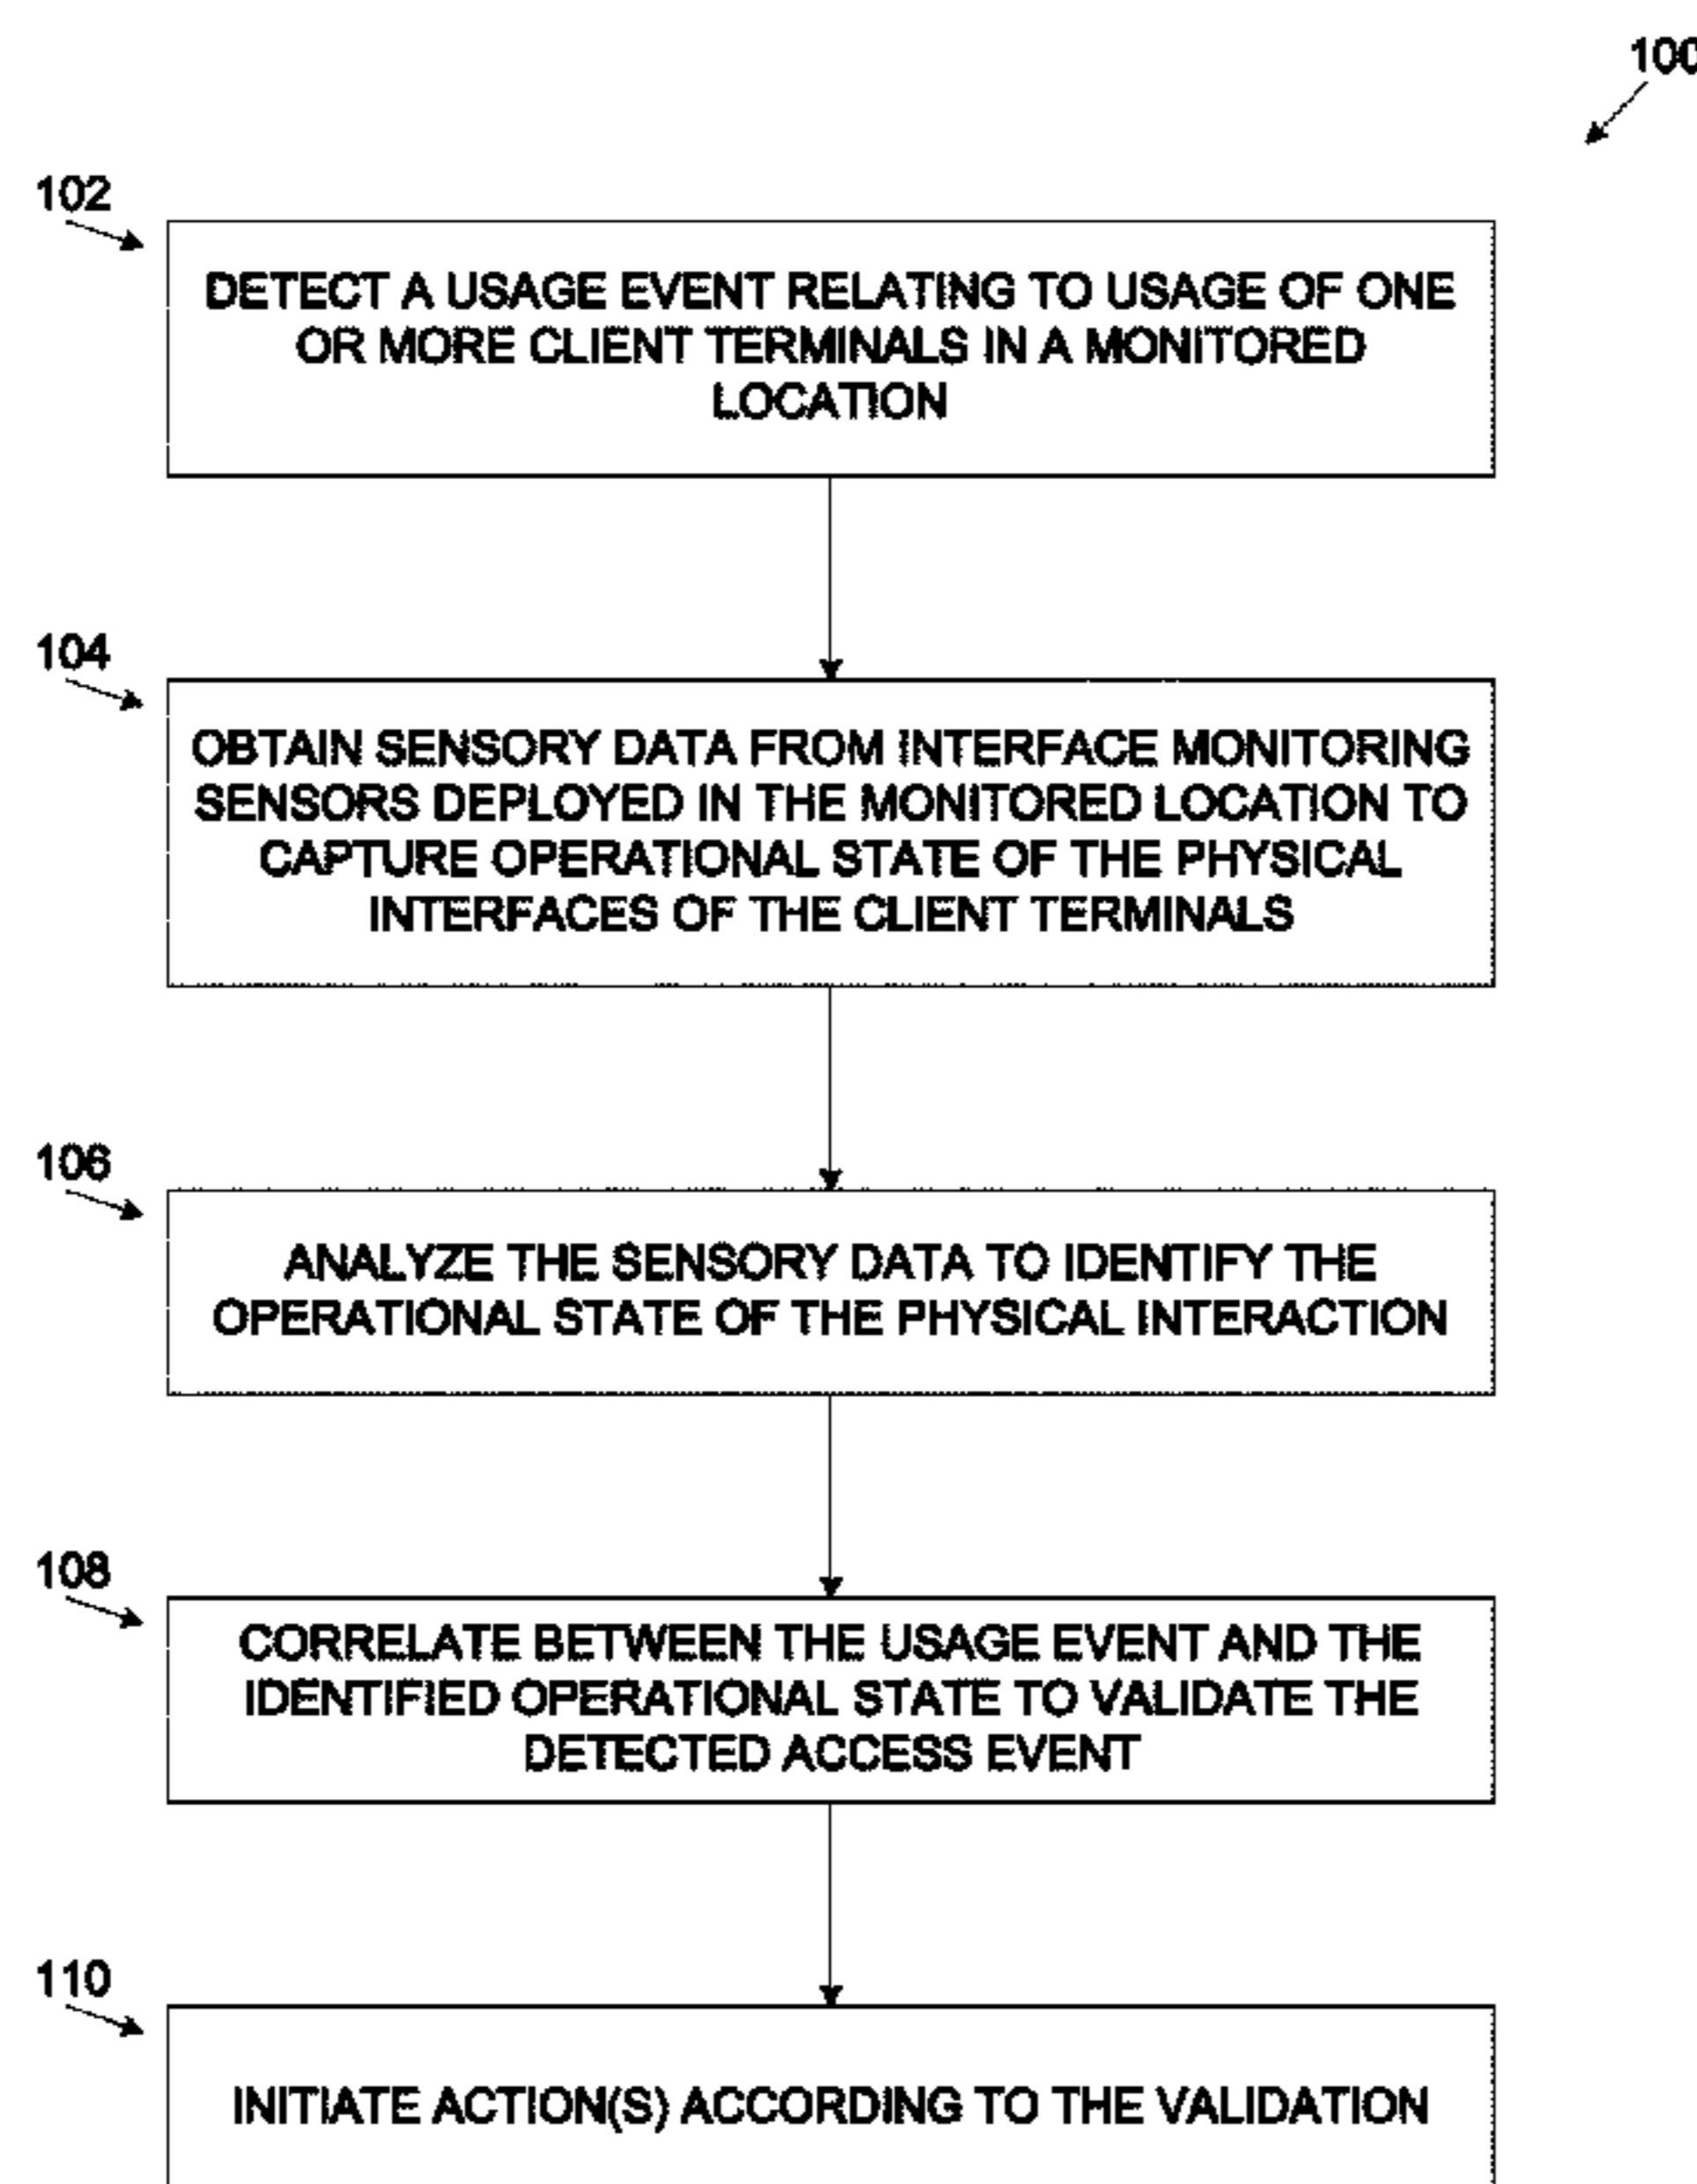 100
102
DETECT A USAGE EVENT RELATING TO USAGE OF ONE
OR MORE CLIENT TERMINALS IN A MONITORED
LOCATION
104
OBTAIN SENSORY DATA FROM INTERFACE MONITORING
SENSORS DEPLOYED IN THE MONITORED LOCATION TO
CAPTURE OPERATIONAL STATE OF THE PHYSICAL
INTERFACES OF THE CLIENT TERMINALS
106
ANALYZE THE SENSORY DATA TO IDENTIFY THE
OPERATIONAL STATE OF THE PHYSICAL INTERACTION
108
CORRELATE BETWEEN THE USAGE EVENT AND THE
IDENTIFIED OPERATIONAL STATE TO VALIDATE THE
DETECTED ACCESS EVENT
110
INITIATE ACTION(S) ACCORDING TO THE VALIDATION